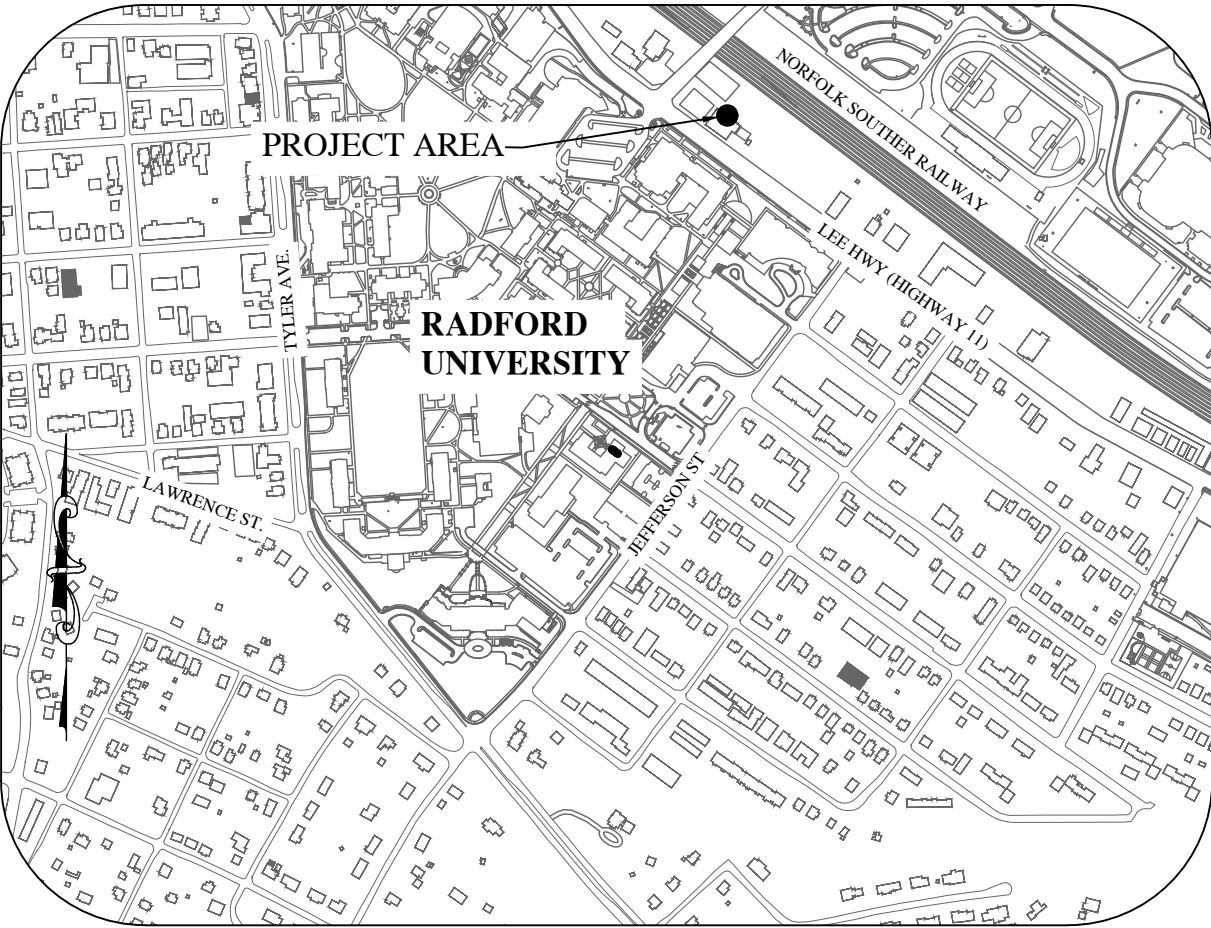 NORFOLK SOUTHER RAILWAY
PROJECT AREA
LEE HWY (HIGHWAY 11)
TYLER AVE.
RADFORD
UNIVERSITY
JEFFERSON ST
LAWRENCE ST.